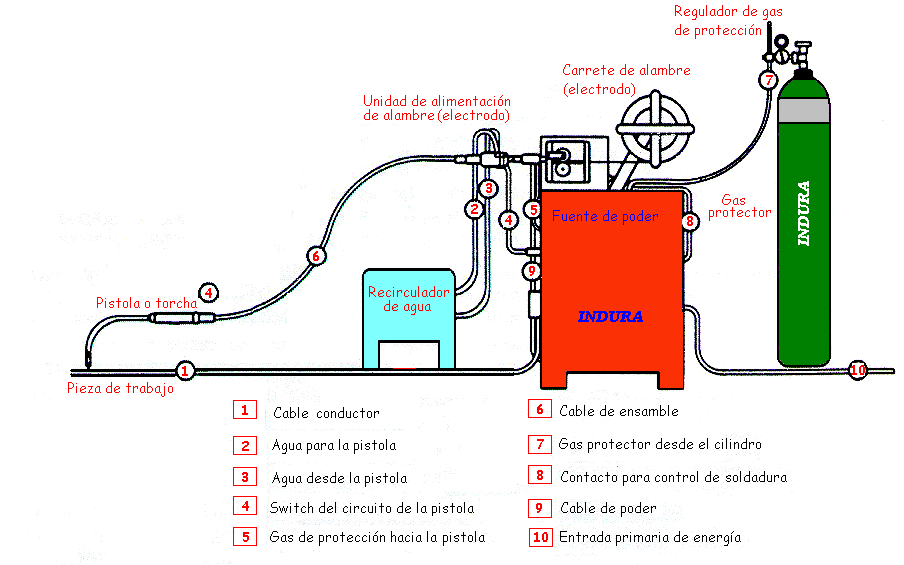 Regulador de gas
de protección
7
Carrete de alambre
(electrodo)
Unidad de alimentación
de alambre (electrodo)
3
2
4
5
Fuente de poder
8
Gas
protector
INDURA
6
9
4
Pistola o torcha
Recirculador
de agua
INDURA
1
10
Pieza de trabajo
1 Cable conductor
2 Agua para la pistola
3 Agua desde la pistola
4 Switch del circuito de la pistola
5 Gas de protección hacia la pistola
6 Cable de ensamble
7 Gas protector desde el cilindro
8 Contacto para control de soldadura
9 Cable de poder
10 Entrada primaria de energía